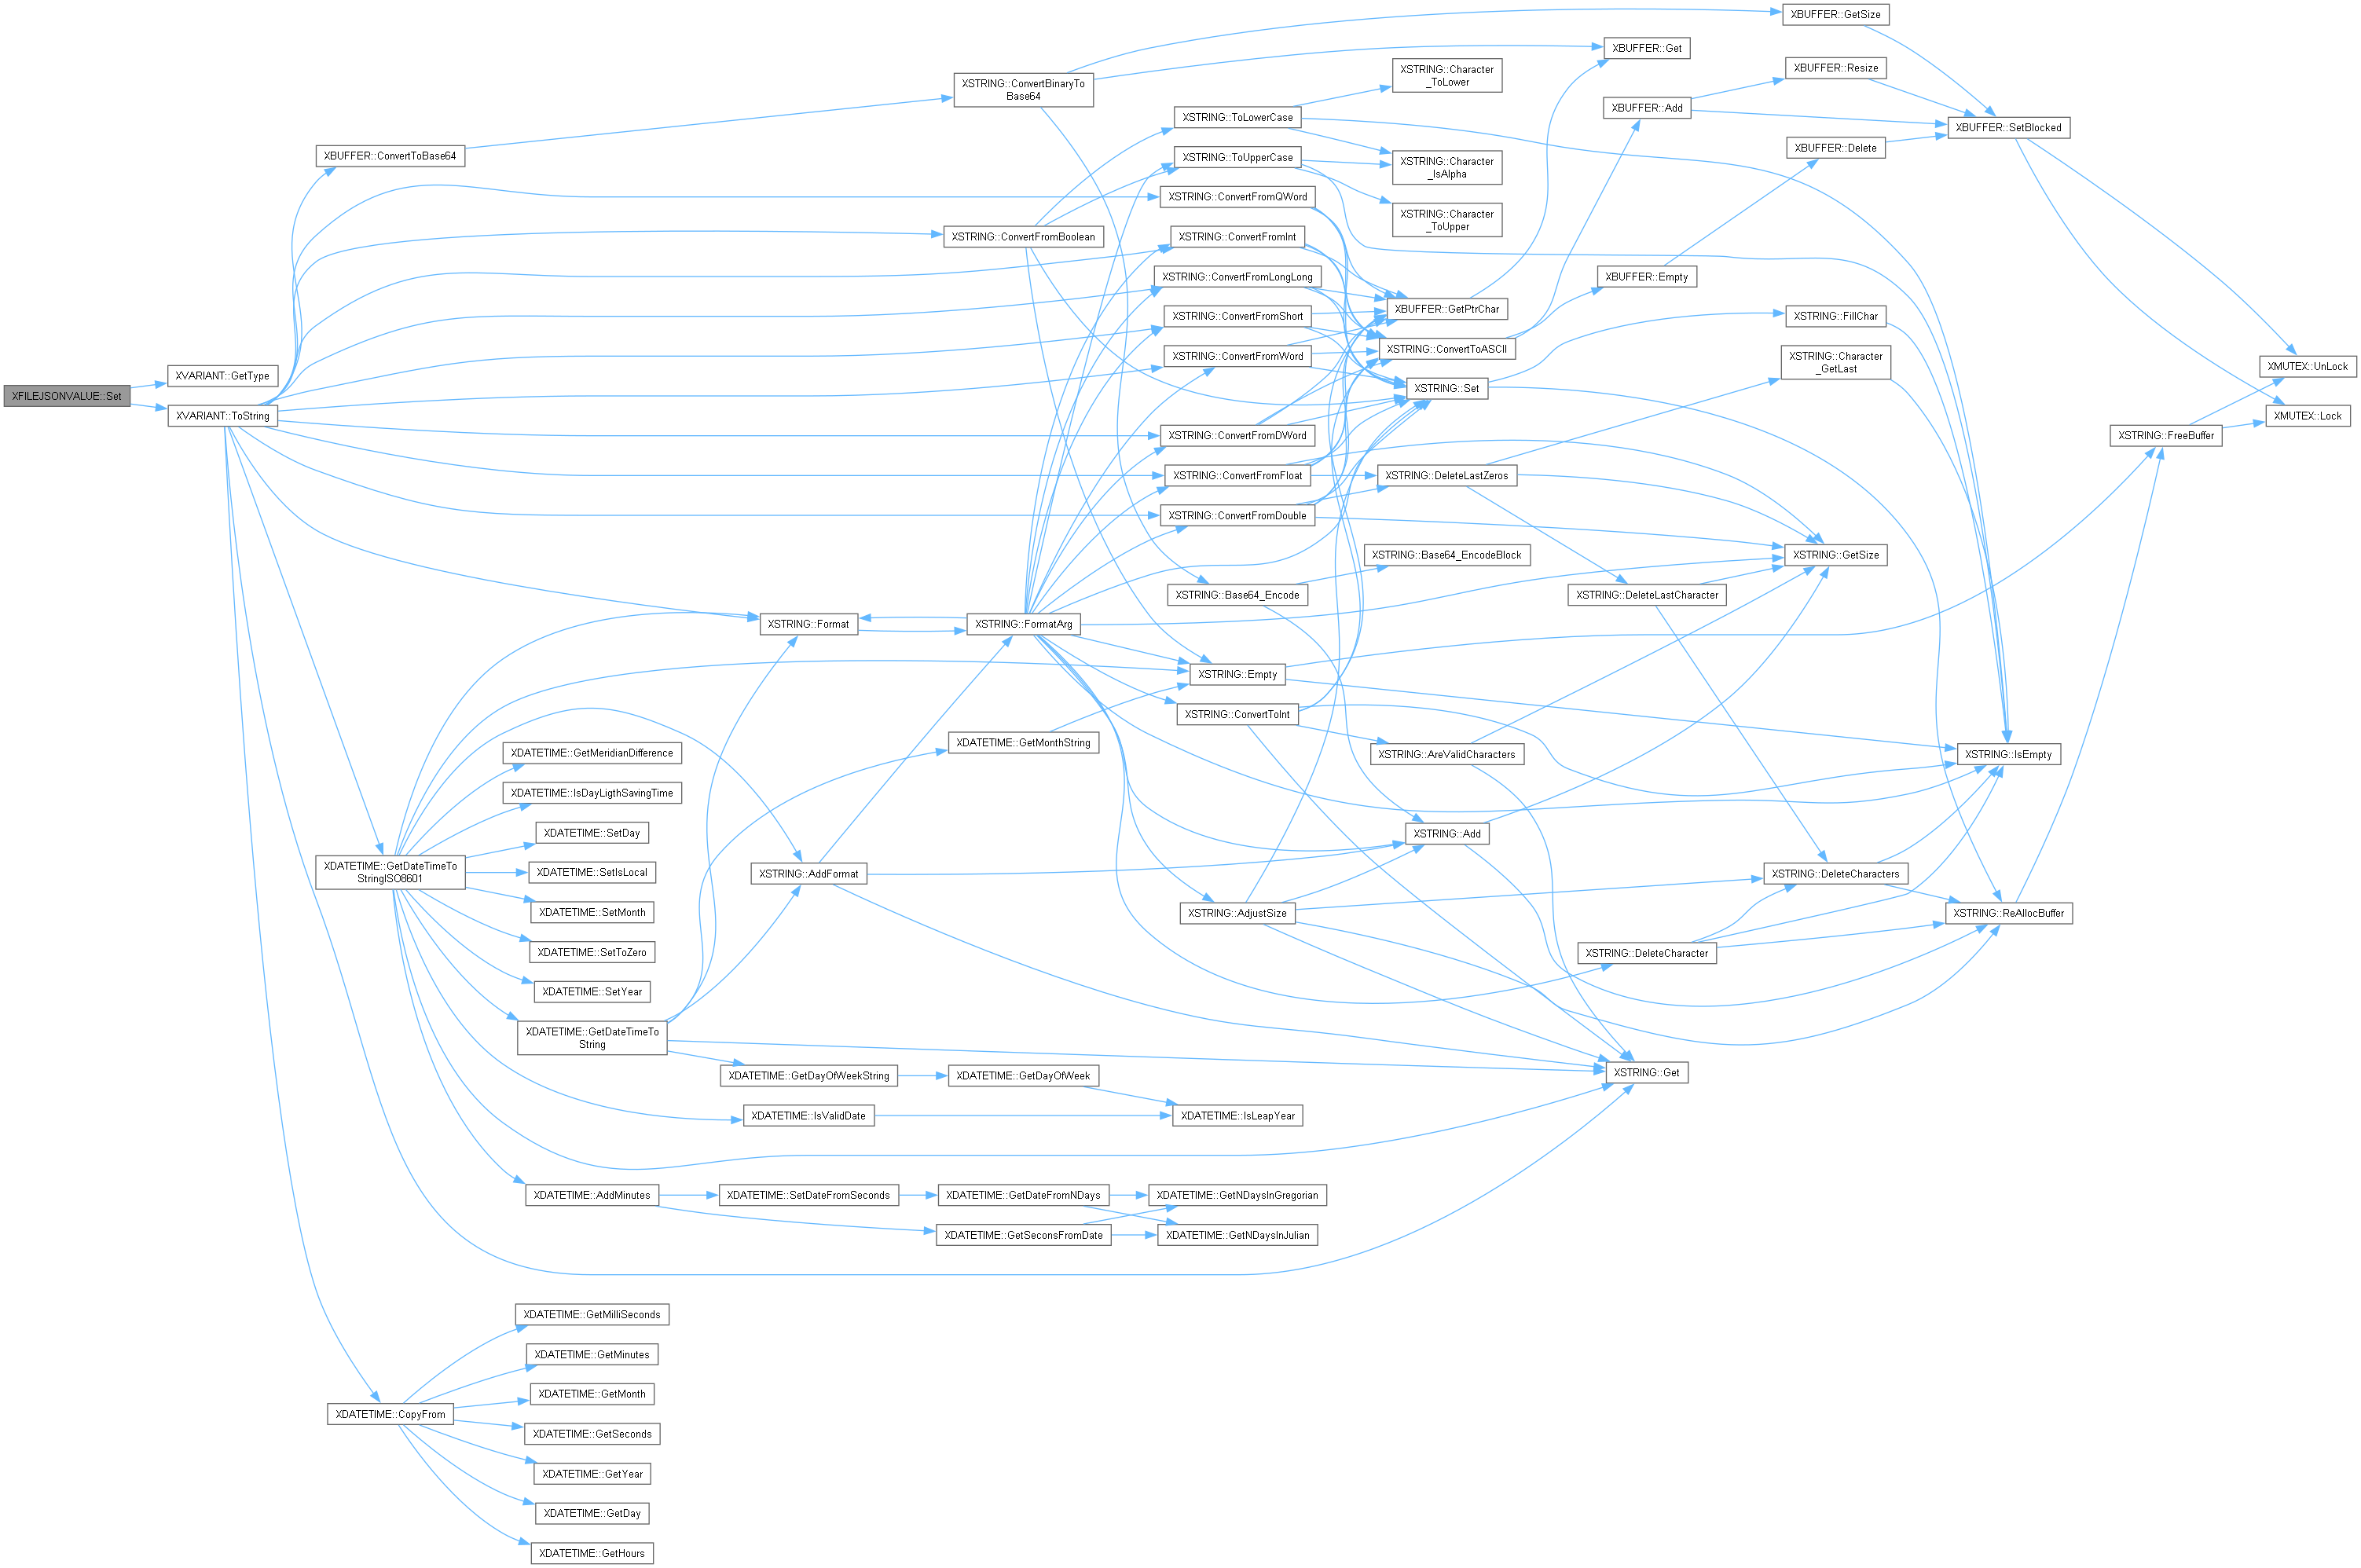 XFILEJSONVALUE::Set
XVARIANT::GetType
XVARIANT::ToString
XBUFFER::ConvertToBase64
XDATETIME::GetDateTimeTo
StringISO8601
XDATETIME::CopyFrom
XDATETIME::GetMeridianDifference
XDATETIME::IsDayLigthSavingTime
XDATETIME::SetDay
XDATETIME::SetIsLocal
XDATETIME::SetMonth
XDATETIME::SetToZero
XDATETIME::SetYear
XDATETIME::GetDateTimeTo
String
XDATETIME::AddMinutes
XDATETIME::GetMilliSeconds
XDATETIME::GetMinutes
XDATETIME::GetMonth
XDATETIME::GetSeconds
XDATETIME::GetYear
XDATETIME::GetDay
XDATETIME::GetHours
XSTRING::Format
XSTRING::AddFormat
XDATETIME::GetDayOfWeekString
XDATETIME::IsValidDate
XDATETIME::SetDateFromSeconds
XSTRING::ConvertBinaryTo
Base64
XSTRING::ConvertFromBoolean
XSTRING::FormatArg
XDATETIME::GetMonthString
XDATETIME::GetDayOfWeek
XDATETIME::GetDateFromNDays
XDATETIME::GetSeconsFromDate
XSTRING::ToLowerCase
XSTRING::ToUpperCase
XSTRING::ConvertFromQWord
XSTRING::ConvertFromInt
XSTRING::ConvertFromLongLong
XSTRING::ConvertFromShort
XSTRING::ConvertFromWord
XSTRING::ConvertFromDWord
XSTRING::ConvertFromFloat
XSTRING::ConvertFromDouble
XSTRING::Base64_Encode
XSTRING::Empty
XSTRING::ConvertToInt
XSTRING::AdjustSize
XDATETIME::IsLeapYear
XDATETIME::GetNDaysInGregorian
XDATETIME::GetNDaysInJulian
XSTRING::Character
_ToLower
XSTRING::Character
_IsAlpha
XSTRING::Character
_ToUpper
XBUFFER::GetPtrChar
XSTRING::ConvertToASCII
XSTRING::Set
XSTRING::DeleteLastZeros
XSTRING::Base64_EncodeBlock
XSTRING::AreValidCharacters
XSTRING::Add
XBUFFER::Get
XBUFFER::Add
XBUFFER::Empty
XSTRING::DeleteLastCharacter
XSTRING::DeleteCharacter
XSTRING::Get
XBUFFER::GetSize
XBUFFER::Resize
XBUFFER::Delete
XSTRING::FillChar
XSTRING::Character
_GetLast
XSTRING::GetSize
XSTRING::DeleteCharacters
XBUFFER::SetBlocked
XSTRING::IsEmpty
XSTRING::ReAllocBuffer
XSTRING::FreeBuffer
XMUTEX::UnLock
XMUTEX::Lock